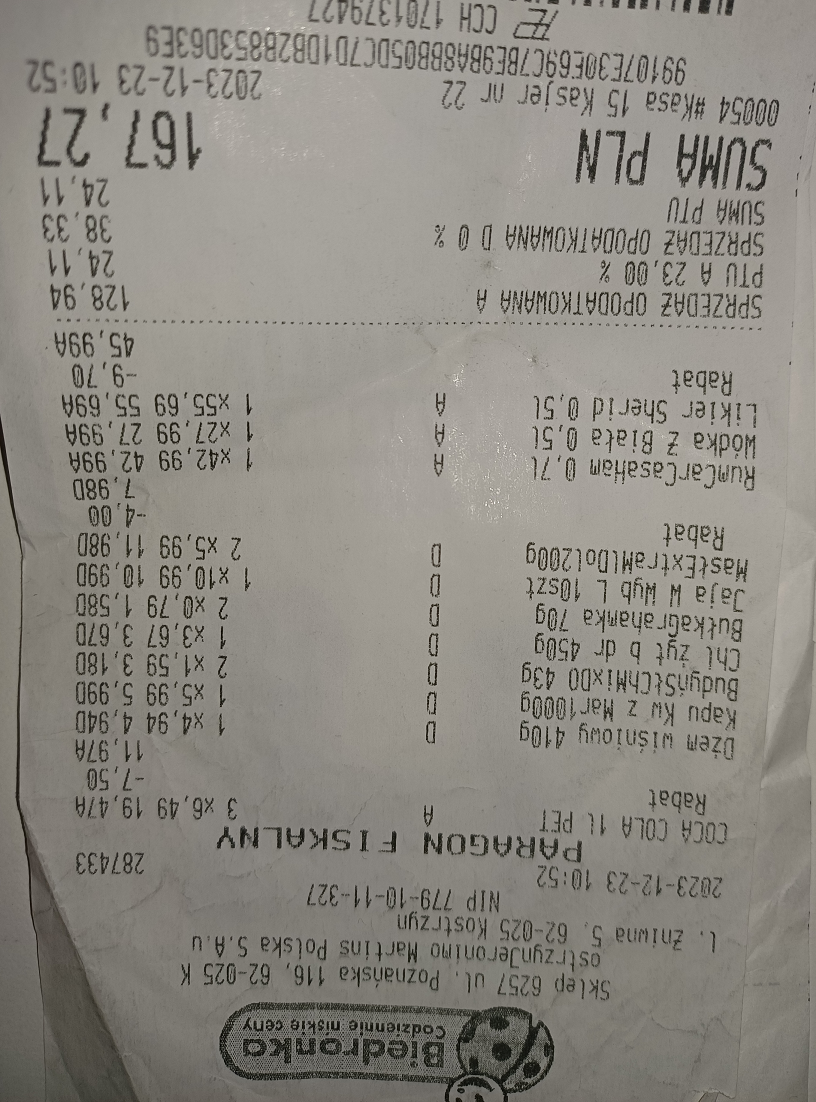 Biedronka
Codziennie niskie ceny
Sklep 6257 ul. Poznańska 116, 62-025 K
ostrzynJeronimo Martins Polska S.A.u
l. Żniwna 5, 62-025 Kostrzyn
NIP 779-10-11-327
2023-12-23 10:52 287433
PARAGON FISKALNY
COCA COLA 1l PET A 3 x6,49 19,47A
Rabat -7,50
11,97A
Dżem wiśniowy 410g D 1 x4,94 4,94D
Kapu Kw z Mar1000g D 1 x5,99 5,99D
BudyńStChMixDO 43g D 2 x1,59 3,18D
Chl żyt b dr 450g D 1 x3,67 3,67D
BułkaGrahamka 70g D 2 x0,79 1,58D
Jaja W Wyb L 10szt D 1 x10,99 10,99D
MasłExtraMlDol200g D 2 x5,99 11,98D
Rabat -4,00
7,98D
RumCarCasaHam 0,7l A 1 x42,99 42,99A
Wódka Ż Biała 0,5l A 1 x27,99 27,99A
Likier Sherid 0,5l A 1 x55,69 55,69A
Rabat -9,70
45,99A
SPRZEDAŻ OPODATKOWANA A 128,94
PTU A 23,00 % 24,11
SPRZEDAŻ OPODATKOWANA D 0 % 38,33
SUMA PTU 24,11
SUMA PLN 167,27
00054 #Kasa 15 Kasjer nr 22 2023-12-23 10:52
99107E30E69C7BE9BA8BB05DC7D1DB2B853D63E9
CCH 1701379427